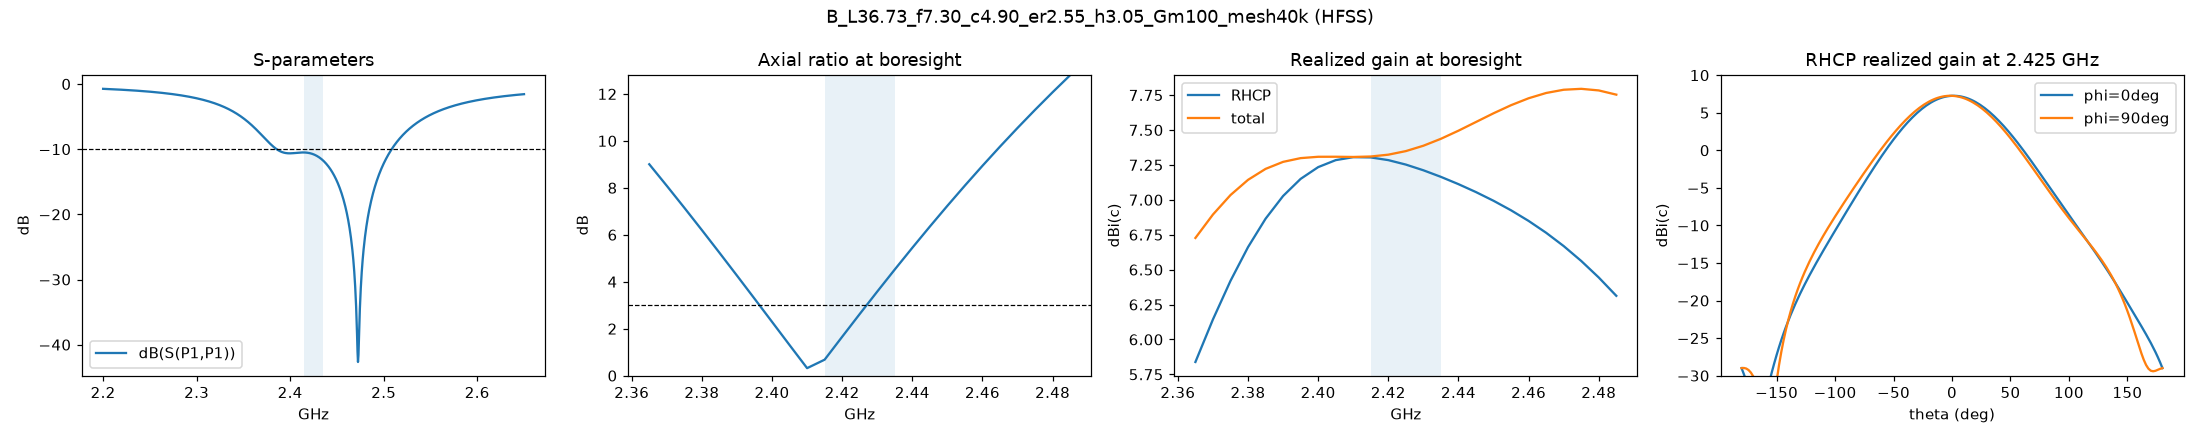 B_L36.73_f7.30_c4.90_er2.55_h3.05_Gm100_mesh40k (HFSS)
S-parameters
0
−10
−20
−30
−40
dB
dB(S(P1,P1))
2.2 2.3 2.4 2.5 2.6
GHz
Axial ratio at boresight
12
10
8
6
4
2
0
dB
2.36 2.38 2.40 2.42 2.44 2.46 2.48
GHz
Realized gain at boresight
RHCP
total
7.75
7.50
7.25
7.00
6.75
6.50
6.25
6.00
5.75
dBi(c)
2.36 2.38 2.40 2.42 2.44 2.46 2.48
GHz
RHCP realized gain at 2.425 GHz
phi=0deg
phi=90deg
10
5
0
−5
−10
−15
−20
−25
−30
dBi(c)
−150 −100 −50 0 50 100 150
theta (deg)